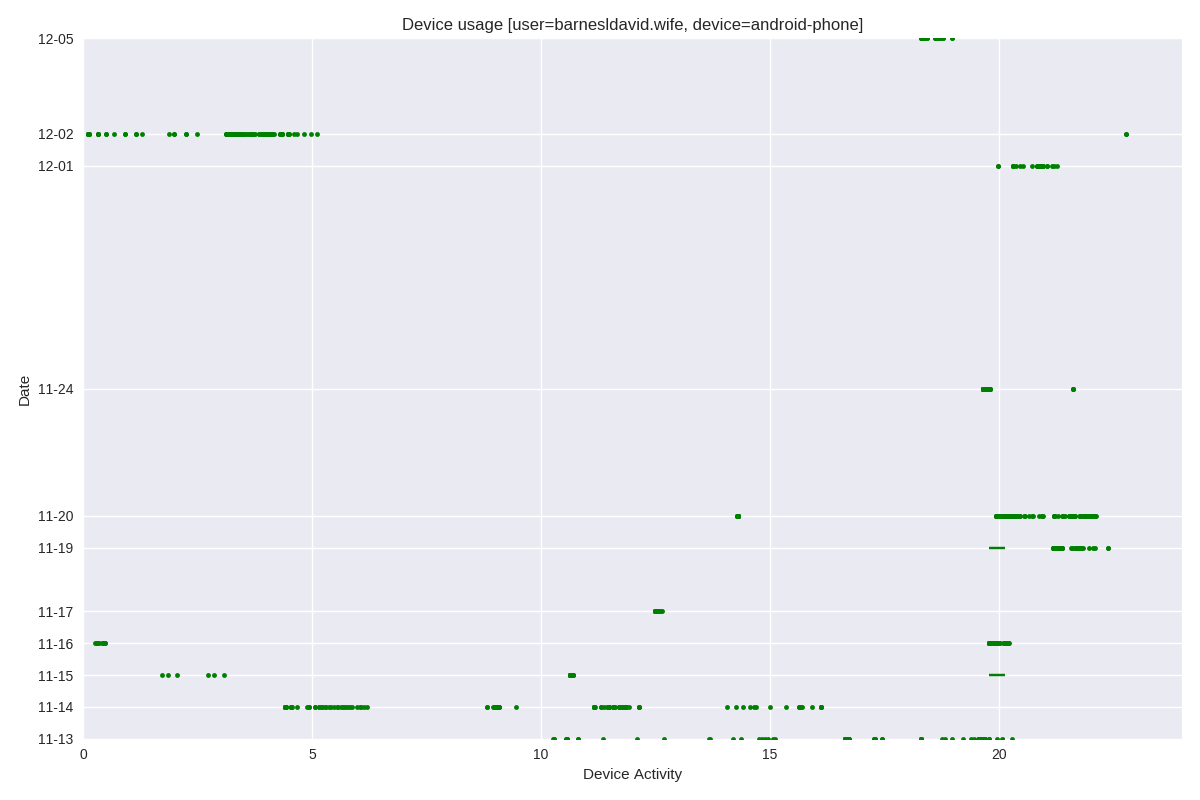 Device usage [user=barnesldavid.wife, device=android-phone]
12-05
12-02
12-01
11-24
11-20
11-19
11-17
11-16
11-15
11-14
11-13
Date
0 5 10 15 20
Device Activity